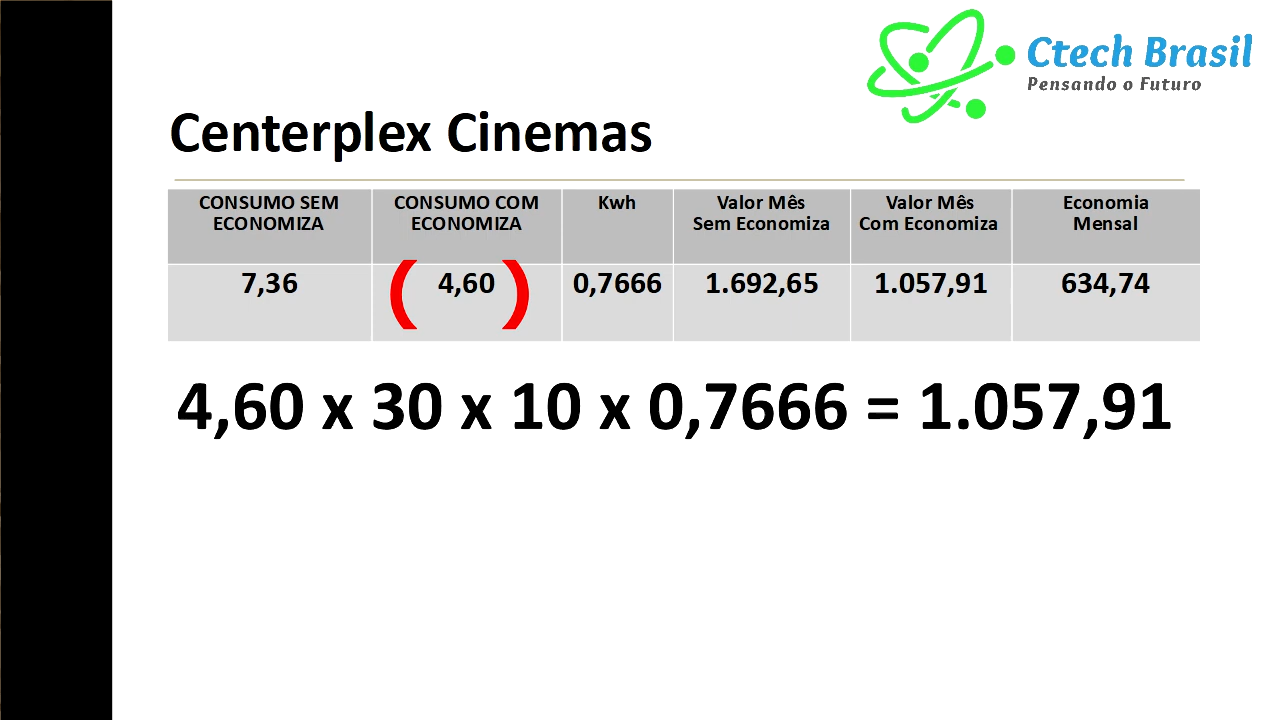 Ctech Brasil
Pensando o Futuro
Centerplex Cinemas
CONSUMO SEM ECONOMIZA
CONSUMO COM ECONOMIZA
Kwh
Valor Mês Sem Economiza
Valor Mês Com Economiza
Economia Mensal
7,36
( 4,60 )
0,7666
1.692,65
1.057,91
634,74
4,60 x 30 x 10 x 0,7666 = 1.057,91